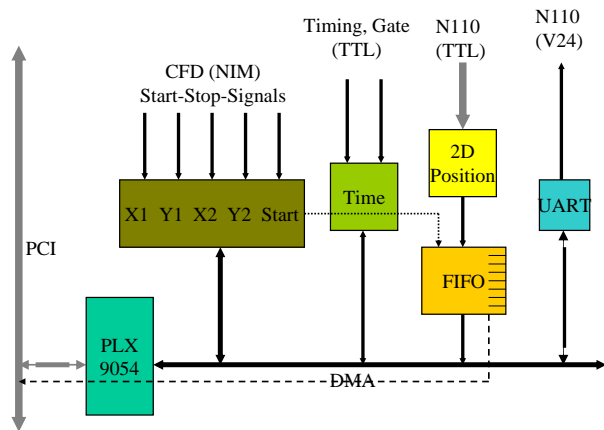 Timing, Gate
(TTL)
N110
(TTL)
N110
(V24)
CFD (NIM)
Start-Stop-Signals
2D
Position
X1 Y1 X2 Y2 Start
Time
UART
PCI
FIFO
PLX
9054
DMA